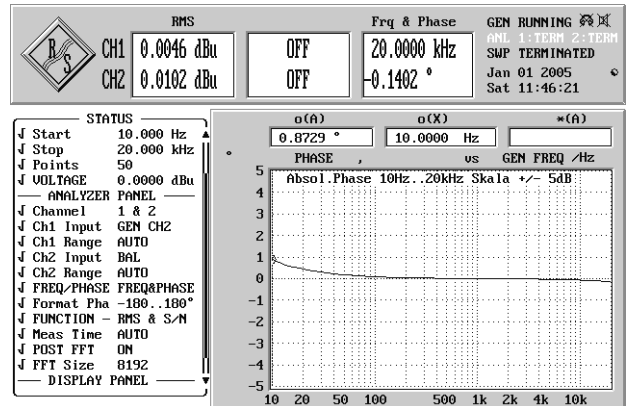 RMS
Frq & Phase
GEN RUNNING
R&S
CH1 0.0046 dBu
OFF
20.0000 kHz
ANL 1:TERM 2:TERM
SWP TERMINATED
CH2 0.0102 dBu
OFF
-0.1402 °
Jan 01 2005
Sat 11:46:21
STATUS
Start 10.000 Hz
Stop 20.000 kHz
Points 50
VOLTAGE 0.0000 dBu
ANALYZER PANEL
Channel 1 & 2
Ch1 Input GEN CH2
Ch1 Range AUTO
Ch2 Input BAL
Ch2 Range AUTO
FREQ/PHASE FREQ&PHASE
Format Pha -180..180°
FUNCTION - RMS & S/N
Meas Time AUTO
POST FFT ON
FFT Size 8192
DISPLAY PANEL
o(A) o(X) *(A)
0.8729 ° 10.0000 Hz
° PHASE , vs GEN FREQ /Hz
Absol.Phase 10Hz..20kHz Skala +/- 5dB
5
4
3
2
1
0
-1
-2
-3
-4
-5
10 20 50 100 500 1k 2k 4k 10k